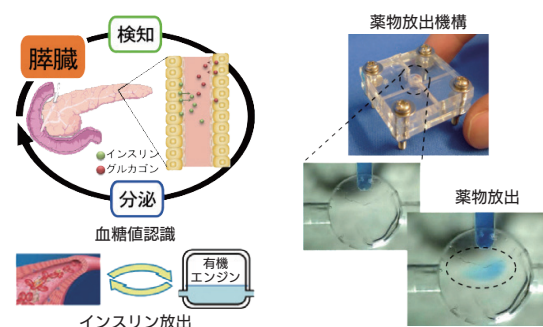 検知
膵臓
インスリン
グルカゴン
分泌
血糖値認識
有機
エンジン
インスリン放出
薬物放出機構
薬物放出